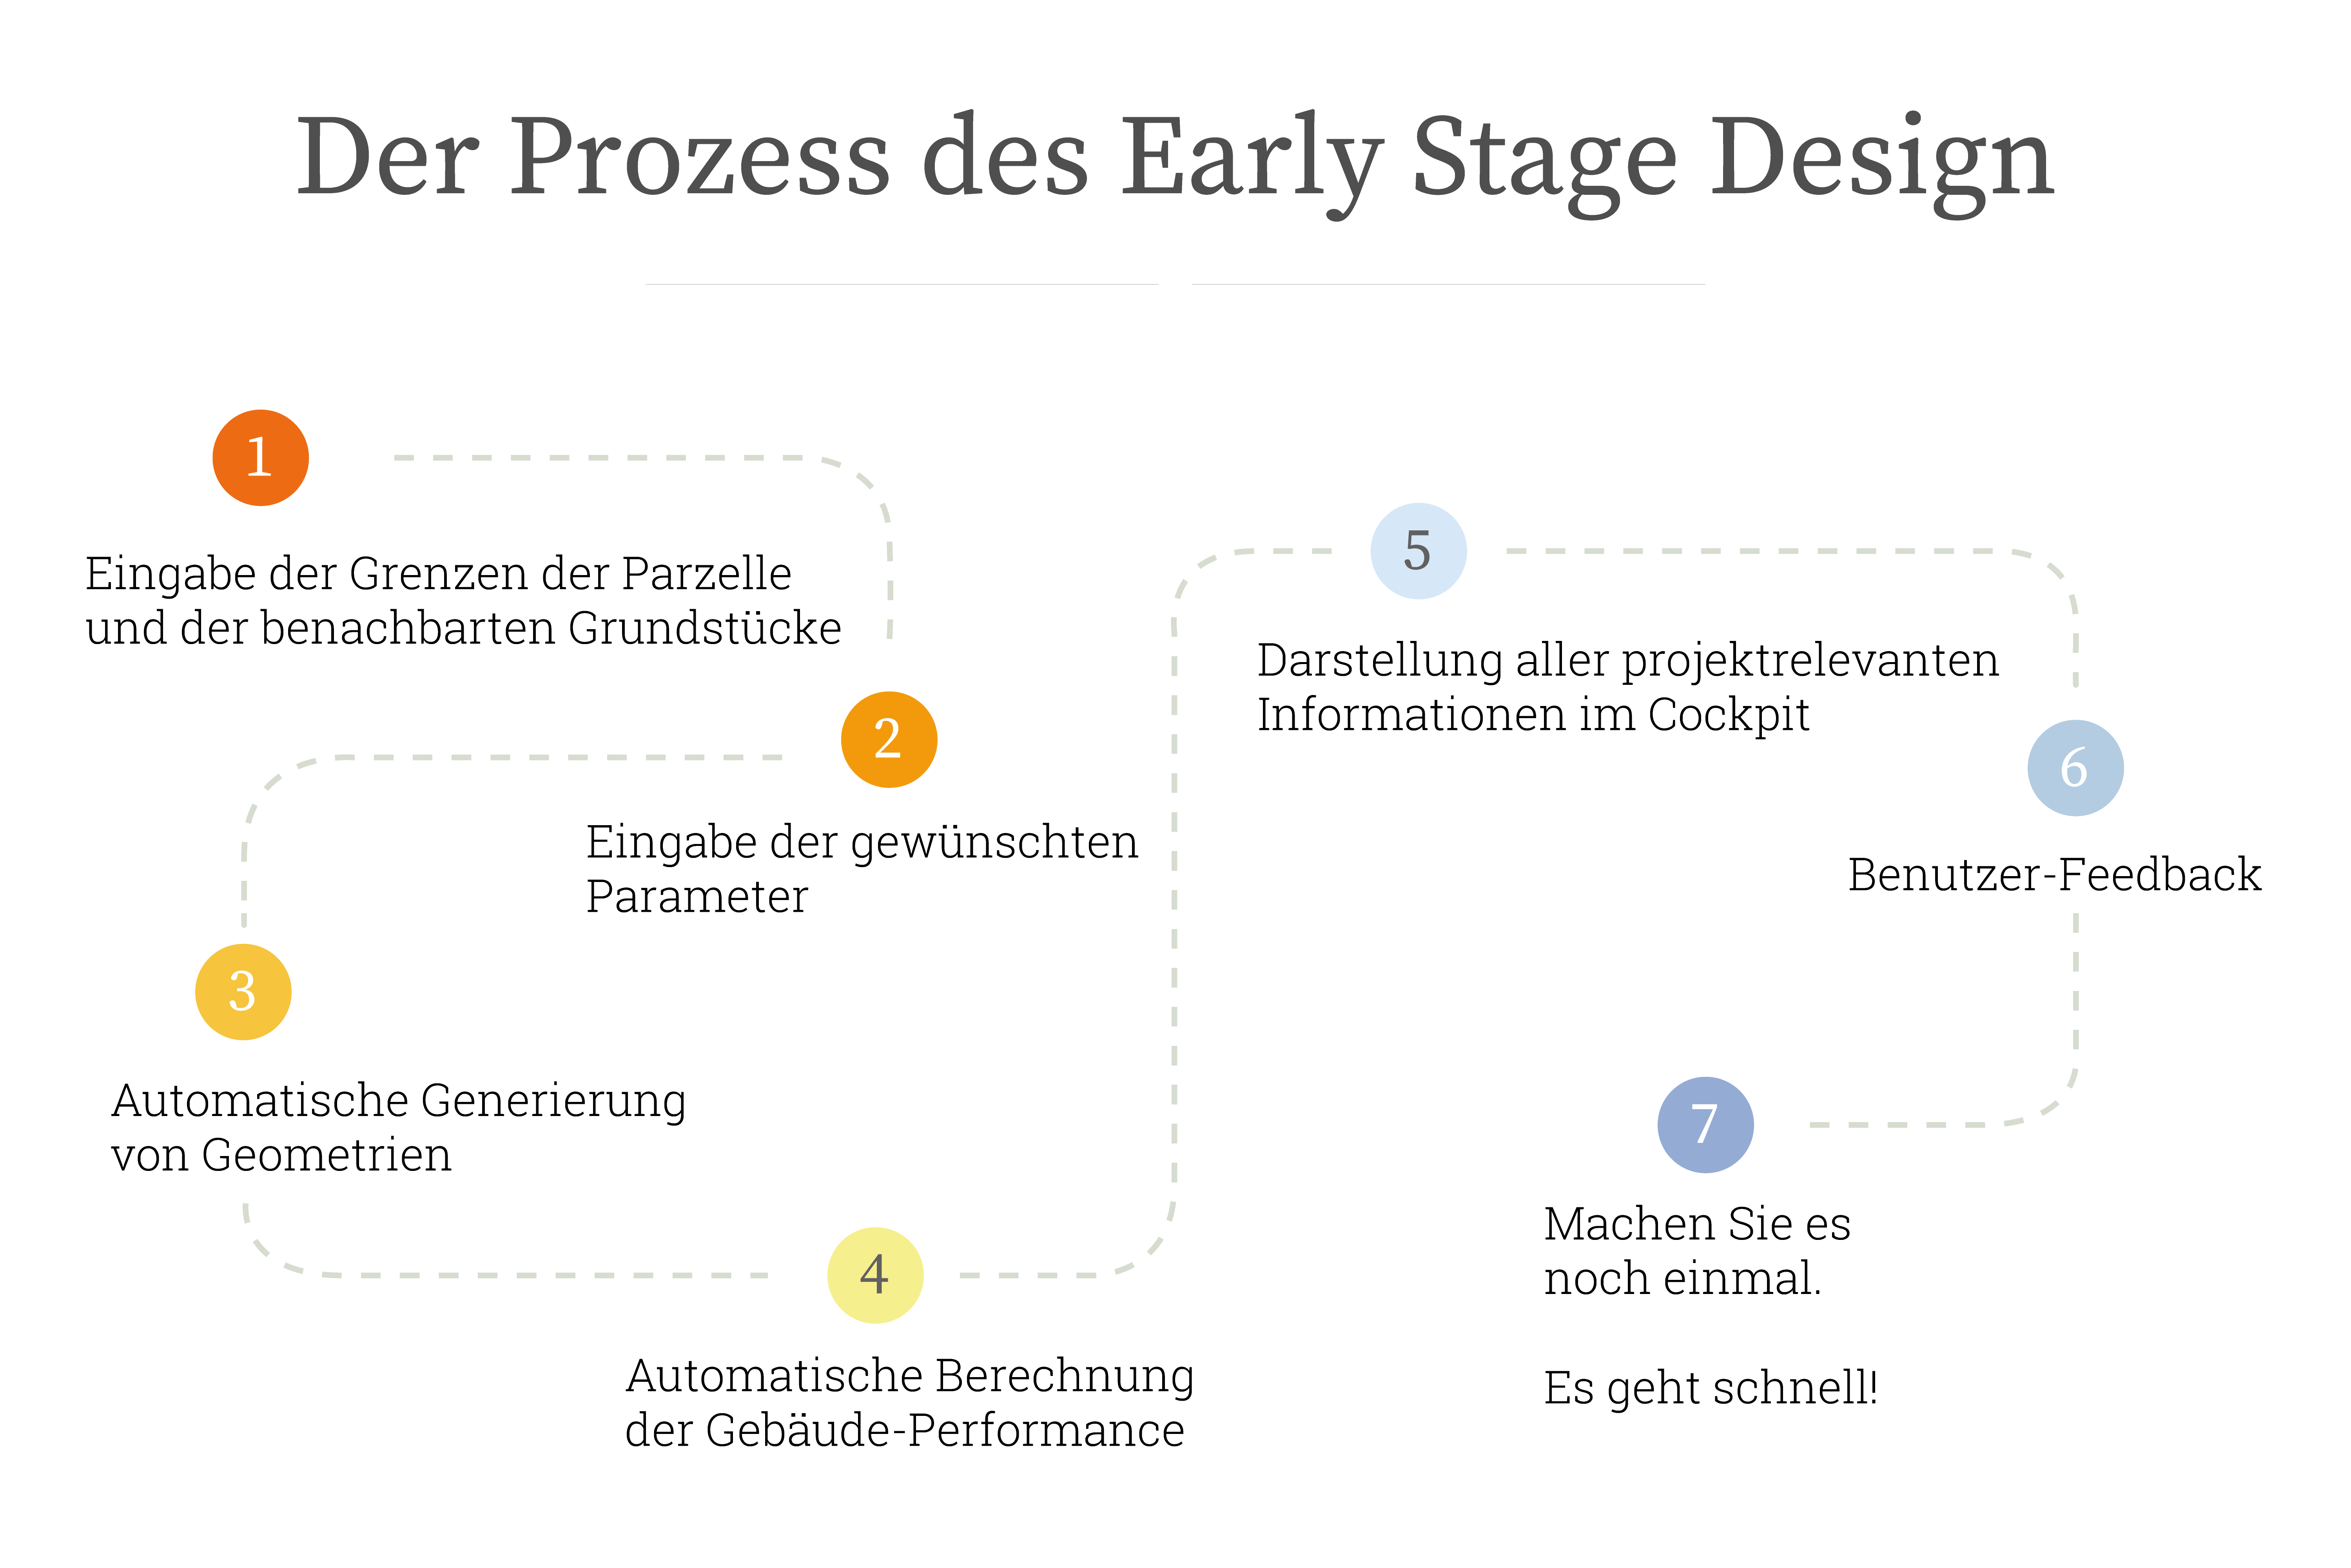 Der Prozess des Early Stage Design
1
Eingabe der Grenzen der Parzelle
und der benachbarten Grundstücke
2
Eingabe der gewünschten
Parameter
3
Automatische Generierung
von Geometrien
4
Automatische Berechnung
der Gebäude-Performance
5
Darstellung aller projektrelevanten
Informationen im Cockpit
6
Benutzer-Feedback
7
Machen Sie es
noch einmal.
Es geht schnell!